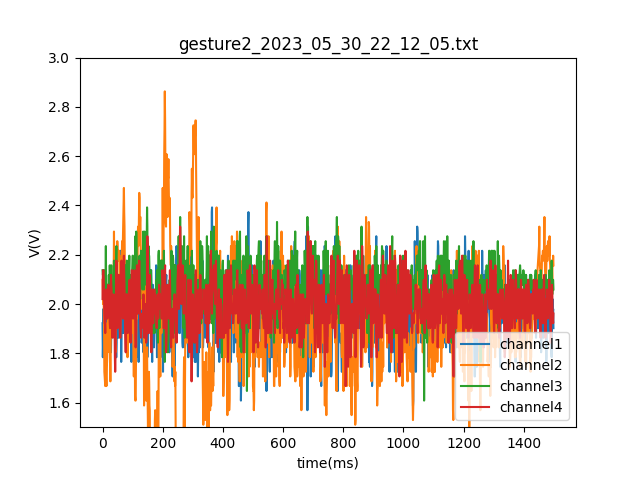 gesture2_2023_05_30_22_12_05.txt
3.0
2.8
2.6
2.4
2.2
2.0
1.8
1.6
V(V)
channel1
channel2
channel3
channel4
0 200 400 600 800 1000 1200 1400
time(ms)